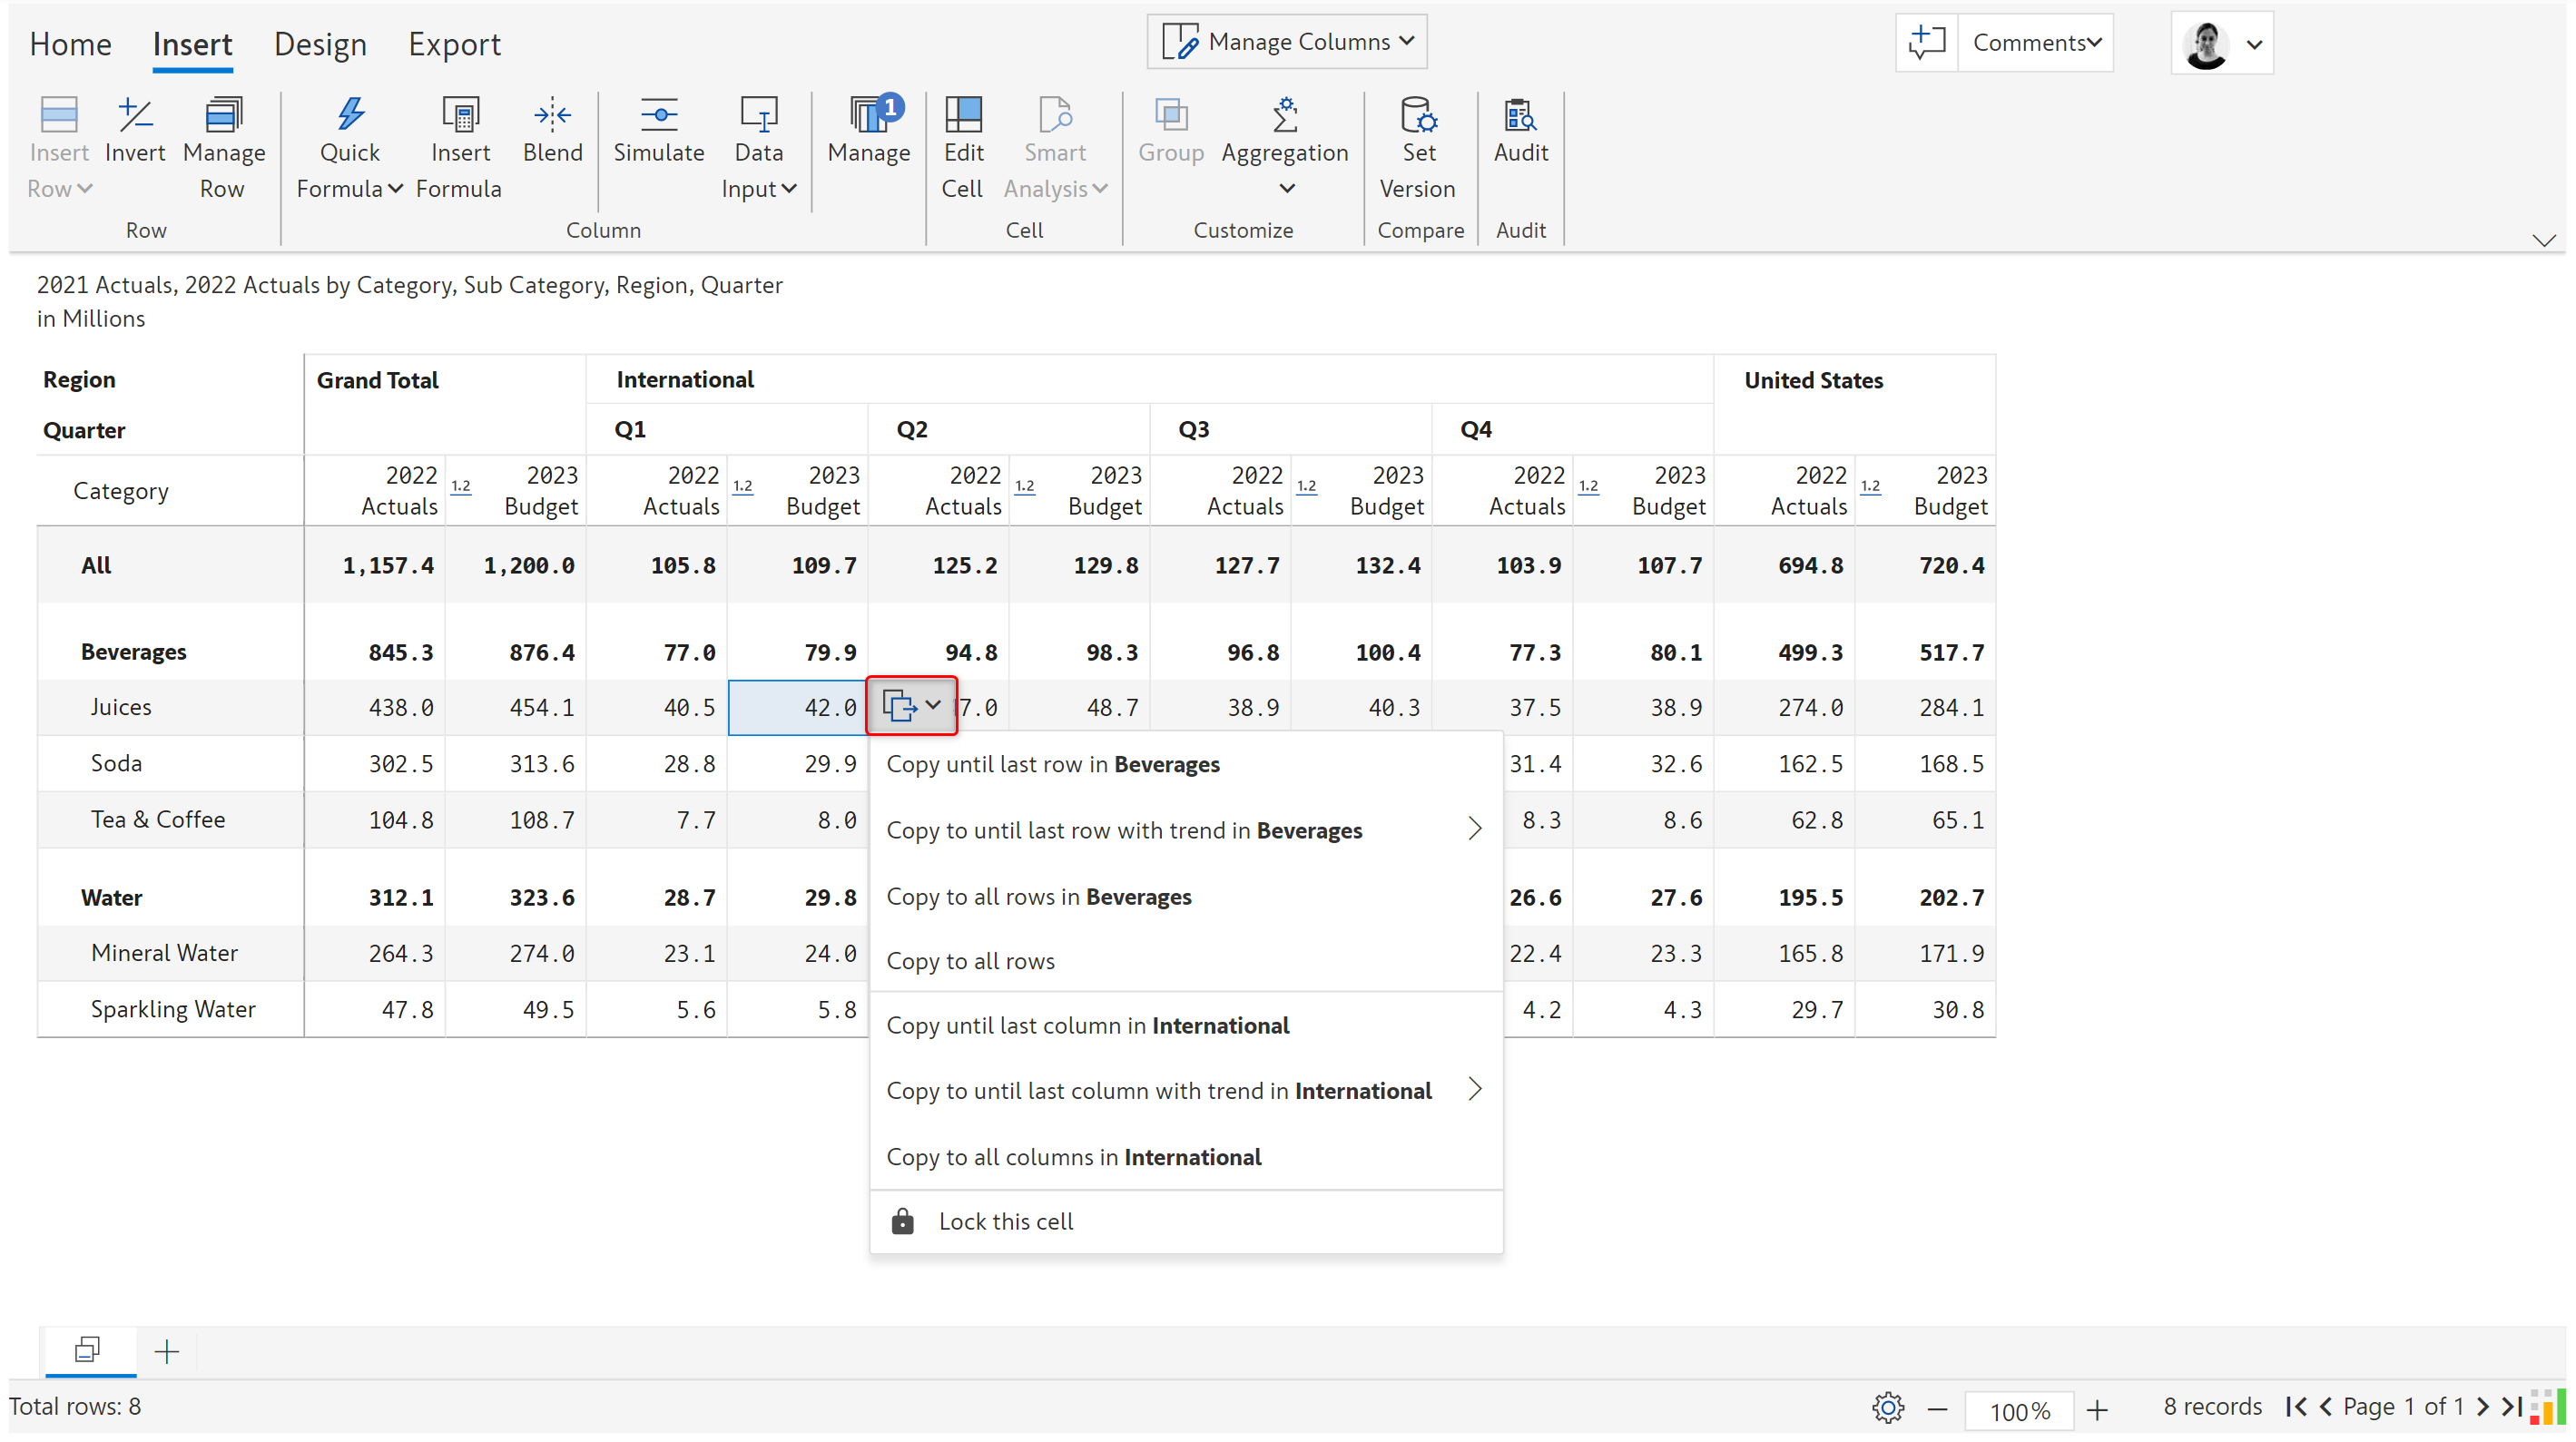 Home Insert Design Export Manage Columns Comments
Insert Row Invert Manage Row Quick Formula Insert Formula Blend Simulate Data Input Manage 1 Edit Cell Smart Analysis Group Aggregation Set Version Audit
Row Column Cell Customize Compare Audit
2021 Actuals, 2022 Actuals by Category, Sub Category, Region, Quarter
in Millions
Region Grand Total International United States
Quarter Q1 Q2 Q3 Q4
Category 2022 Actuals 1.2 2023 Budget 2022 Actuals 1.2 2023 Budget 2022 Actuals 1.2 2023 Budget 2022 Actuals 1.2 2023 Budget 2022 Actuals 1.2 2023 Budget 2022 Actuals 1.2 2023 Budget
All 1,157.4 1,200.0 105.8 109.7 125.2 129.8 127.7 132.4 103.9 107.7 694.8 720.4
Beverages 845.3 876.4 77.0 79.9 94.8 98.3 96.8 100.4 77.3 80.1 499.3 517.7
Juices 438.0 454.1 40.5 42.0 7.0 48.7 38.9 40.3 37.5 38.9 274.0 284.1
Soda 302.5 313.6 28.8 29.9 31.4 32.6 162.5 168.5
Tea & Coffee 104.8 108.7 7.7 8.0 8.3 8.6 62.8 65.1
Water 312.1 323.6 28.7 29.8 26.6 27.6 195.5 202.7
Mineral Water 264.3 274.0 23.1 24.0 22.4 23.3 165.8 171.9
Sparkling Water 47.8 49.5 5.6 5.8 4.2 4.3 29.7 30.8
Copy until last row in Beverages
Copy to until last row with trend in Beverages
Copy to all rows in Beverages
Copy to all rows
Copy until last column in International
Copy to until last column with trend in International
Copy to all columns in International
Lock this cell
Total rows: 8 100% 8 records Page 1 of 1